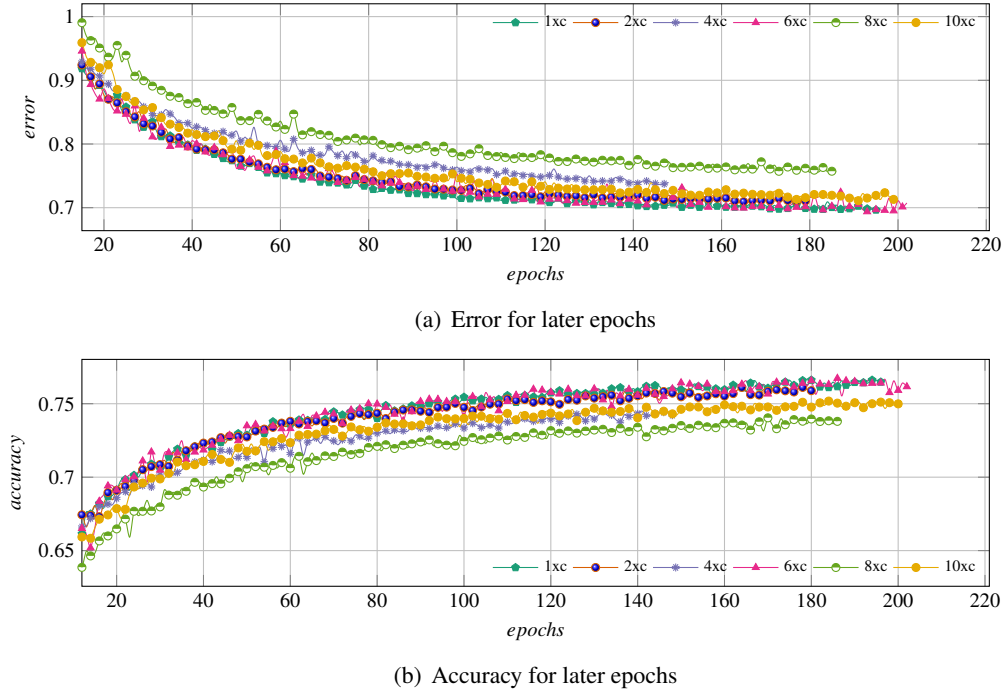 1
0.9
0.8
0.7
error
1xc 2xc 4xc 6xc 8xc 10xc
20 40 60 80 100 120 140 160 180 200 220
epochs
(a) Error for later epochs
0.75
0.7
0.65
accuracy
1xc 2xc 4xc 6xc 8xc 10xc
20 40 60 80 100 120 140 160 180 200 220
epochs
(b) Accuracy for later epochs